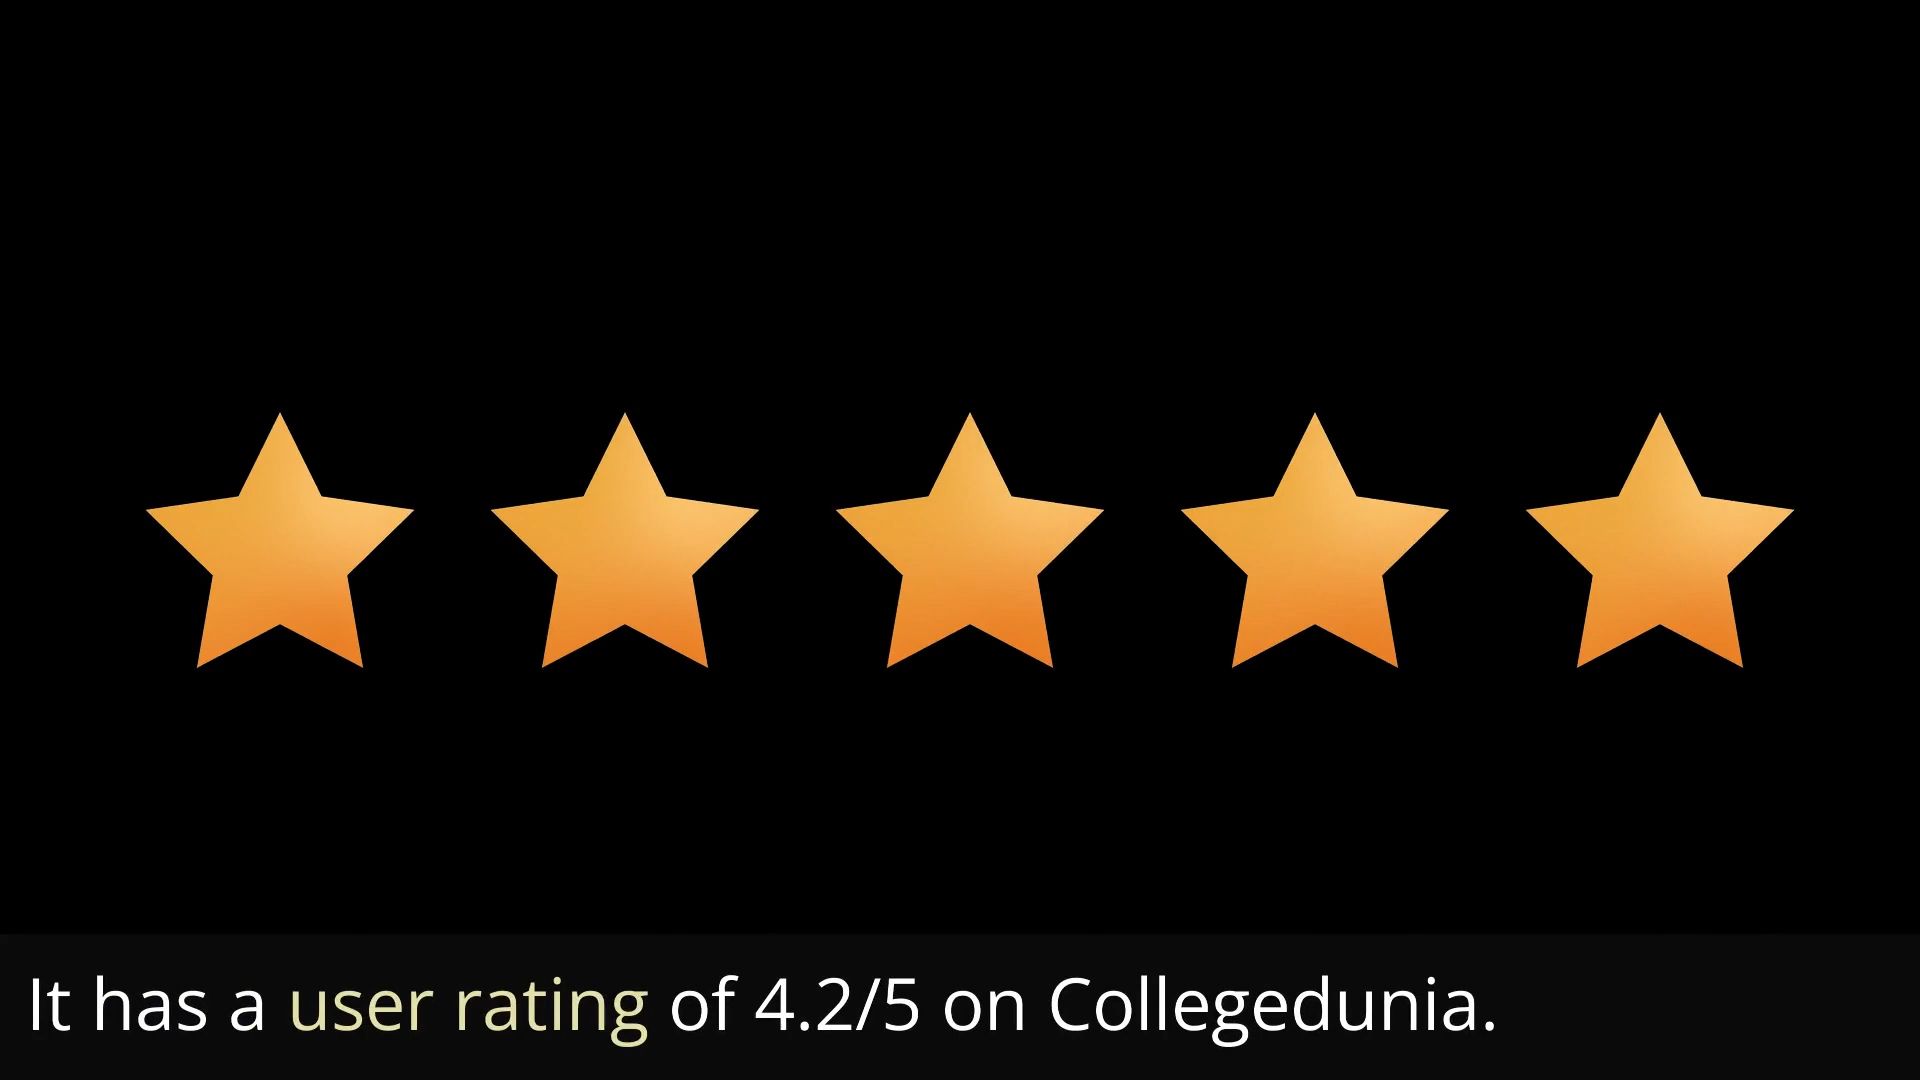 It has a user rating of 4.2/5 on Collegedunia.